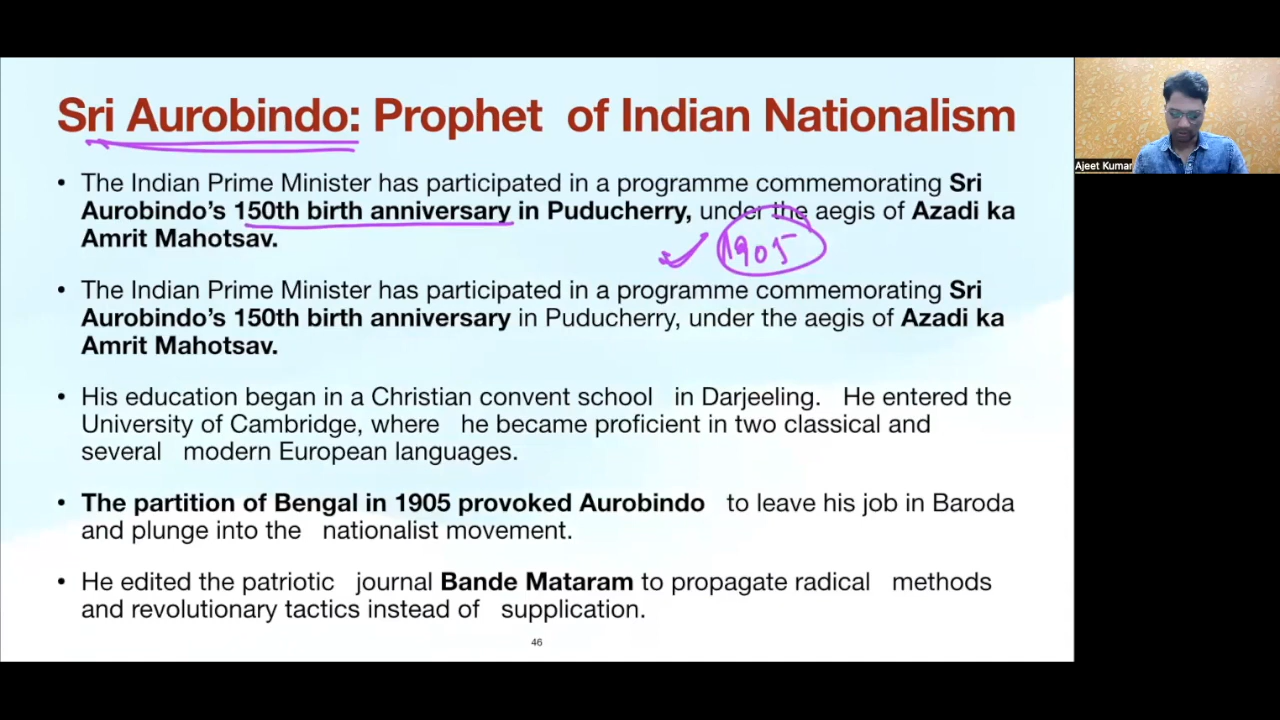 Sri Aurobindo: Prophet of Indian Nationalism
• The Indian Prime Minister has participated in a programme commemorating Sri
Aurobindo's 150th birth anniversary in Puducherry, under the aegis of Azadi ka
Amrit Mahotsav.
1905
• The Indian Prime Minister has participated in a programme commemorating Sri
Aurobindo's 150th birth anniversary in Puducherry, under the aegis of Azadi ka
Amrit Mahotsav.
• His education began in a Christian convent school in Darjeeling. He entered the
University of Cambridge, where he became proficient in two classical and
several modern European languages.
• The partition of Bengal in 1905 provoked Aurobindo to leave his job in Baroda
and plunge into the nationalist movement.
• He edited the patriotic journal Bande Mataram to propagate radical methods
and revolutionary tactics instead of supplication.
46
Ajeet Kumar